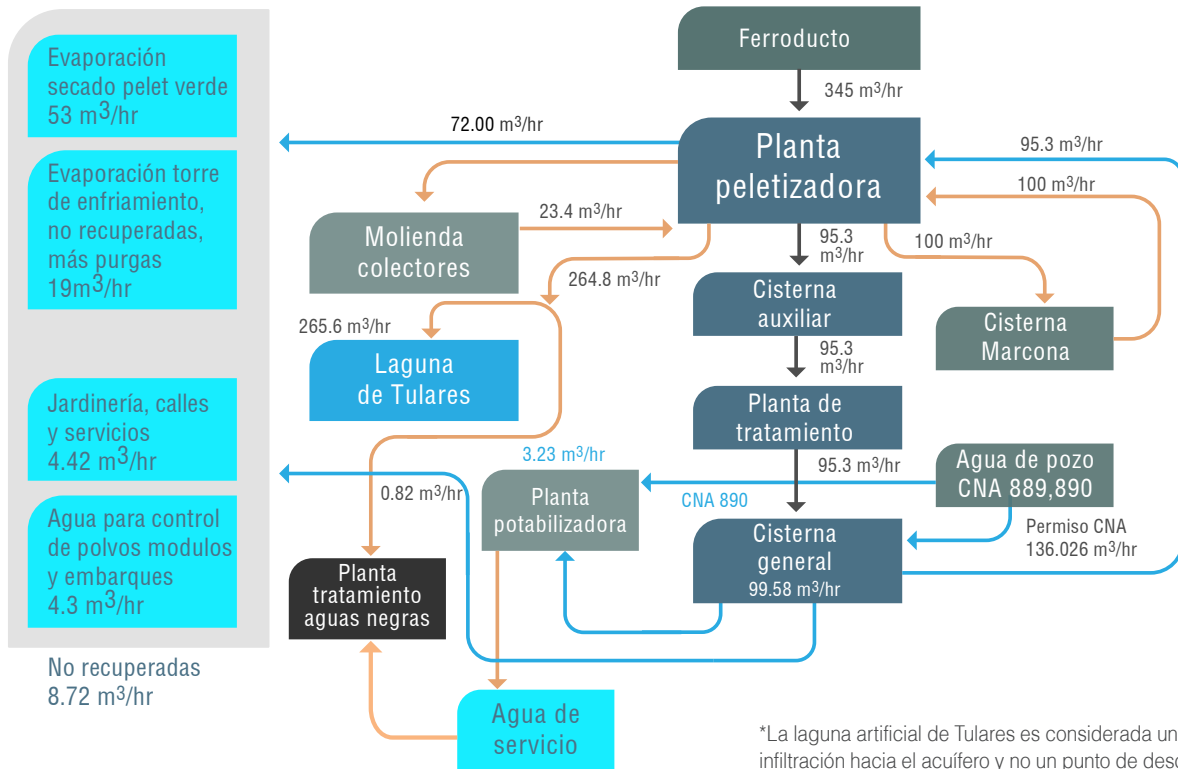 Evaporación
secado pelet verde
53 m³/hr
Evaporación torre
de enfriamiento,
no recuperadas,
más purgas
19m³/hr
Jardinería, calles
y servicios
4.42 m³/hr
Agua para control
de polvos modulos
y embarques
4.3 m³/hr
No recuperadas
8.72 m³/hr
Ferroducto
345 m³/hr
72.00 m³/hr
Planta
peletizadora
95.3 m³/hr
100 m³/hr
Molienda
colectores
23.4 m³/hr
264.8 m³/hr
95.3
m³/hr
100 m³/hr
Cisterna
auxiliar
Cisterna
Marcona
265.6 m³/hr
Laguna
de Tulares
95.3
m³/hr
Planta de
tratamiento
3.23 m³/hr
95.3 m³/hr
Agua de pozo
CNA 889,890
0.82 m³/hr
Planta
potabilizadora
CNA 890
Cisterna
general
99.58 m³/hr
Permiso CNA
136.026 m³/hr
Planta
tratamiento
aguas negras
Agua de
servicio
*La laguna artificial de Tulares es considerada un
infiltración hacia el acuífero y no un punto de desc